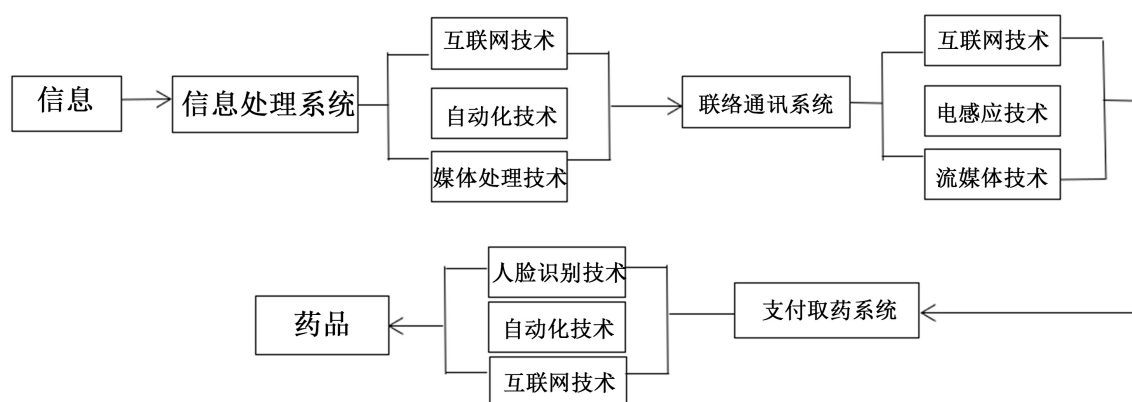 信息
信息处理系统
互联网技术
自动化技术
媒体处理技术
联络通讯系统
互联网技术
电感应技术
流媒体技术
支付取药系统
人脸识别技术
自动化技术
互联网技术
药品